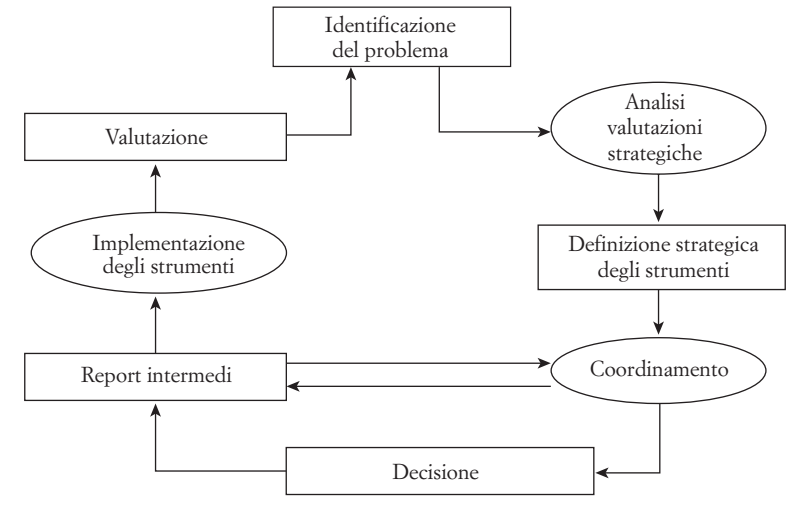 Identificazione
del problema
Analisi
valutazioni
strategiche
Valutazione
Implementazione
degli strumenti
Definizione strategica
degli strumenti
Report intermedi
Coordinamento
Decisione